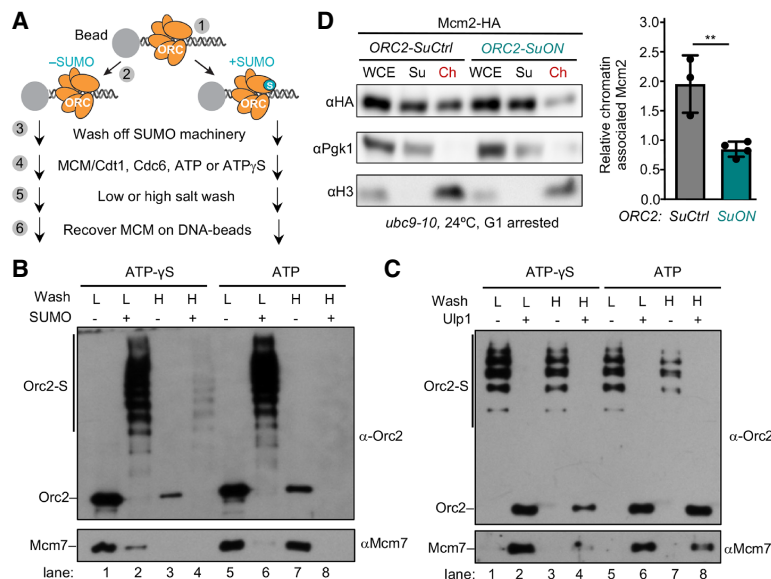 A
Bead
1
ORC
–SUMO
+SUMO
2
S
ORC
ORC
3 Wash off SUMO machinery
4 MCM/Cdt1, Cdc6, ATP or ATPγS
5 Low or high salt wash
6 Recover MCM on DNA-beads
D
Mcm2-HA
ORC2-SuCtrl ORC2-SuON
WCE Su Ch WCE Su Ch
αHA
αPgk1
αH3
ubc9-10, 24ºC, G1 arrested
Relative chromatin
associated Mcm2
3.0
2.5
2.0
1.5
1.0
0.5
0.0
**
ORC2: SuCtrl SuON
B
ATP-γS ATP
Wash L L H H L L H H
SUMO - + - + - + - +
Orc2-S
α-Orc2
Orc2
Mcm7 αMcm7
lane: 1 2 3 4 5 6 7 8
C
ATP-γS ATP
Wash L L H H L L H H
Ulp1 - + - + - + - +
Orc2-S
α-Orc2
Orc2
Mcm7 αMcm7
lane: 1 2 3 4 5 6 7 8